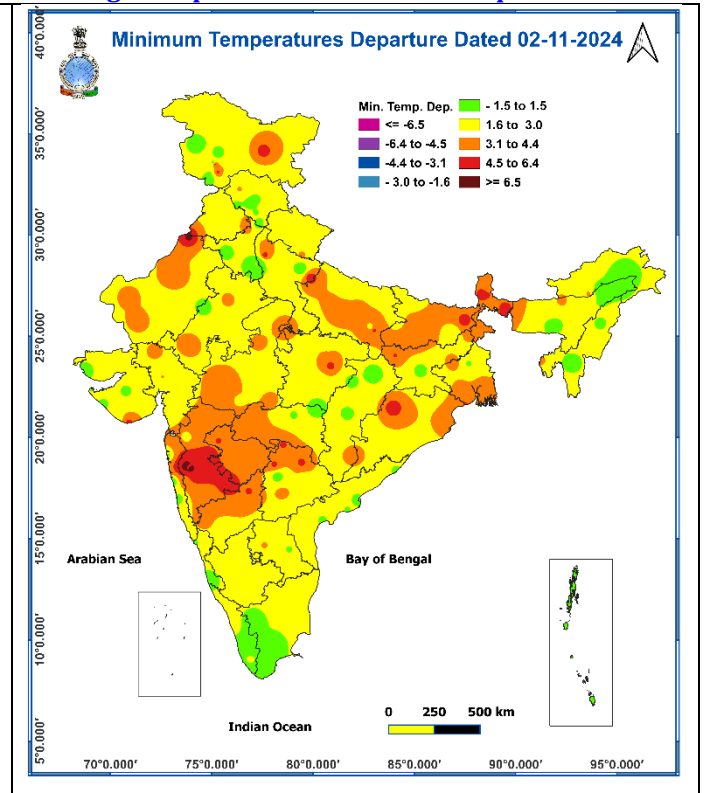 Minimum Temperatures Departure Dated 02-11-2024
Min. Temp. Dep.
<= -6.5
-6.4 to -4.5
-4.4 to -3.1
- 3.0 to -1.6
- 1.5 to 1.5
1.6 to 3.0
3.1 to 4.4
4.5 to 6.4
>= 6.5
40°0.000'
35°0.000'
30°0.000'
25°0.000'
20°0.000'
15°0.000'
10°0.000'
5°0.000'
Arabian Sea
Bay of Bengal
Indian Ocean
0 250 500 km
70°0.000' 75°0.000' 80°0.000' 85°0.000' 90°0.000' 95°0.000'